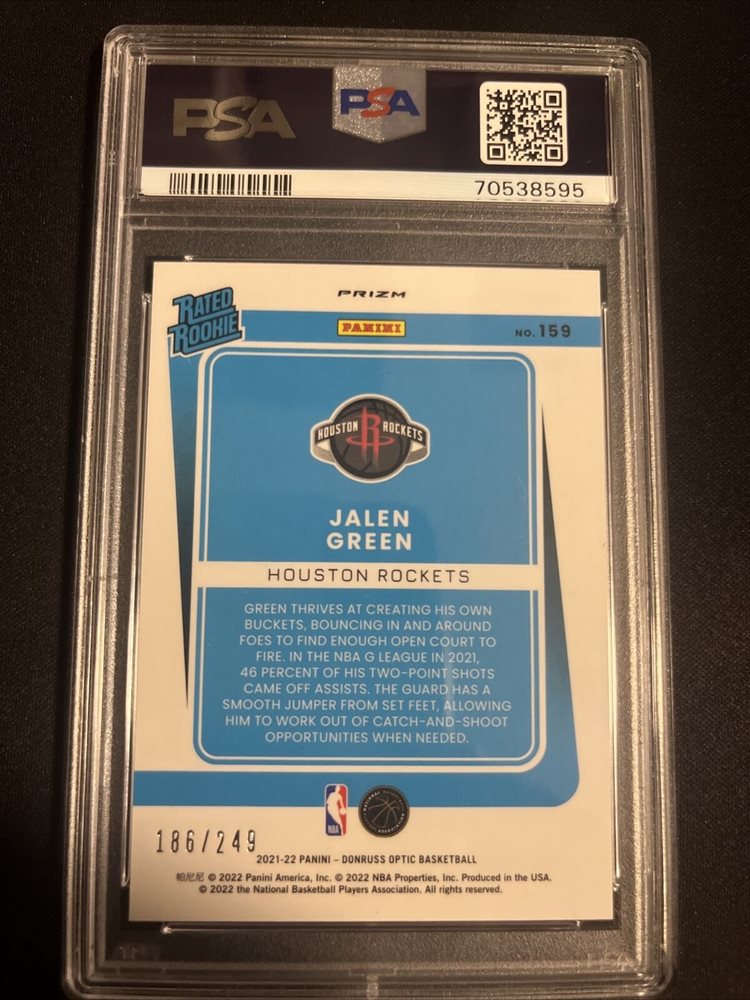 PSA PSA
70538595
PRIZM
RATED
ROOKIE
PANINI
NO. 159
HOUSTON ROCKETS
JALEN
GREEN
HOUSTON ROCKETS
GREEN THRIVES AT CREATING HIS OWN
BUCKETS, BOUNCING IN AND AROUND
FOES TO FIND ENOUGH OPEN COURT TO
FIRE. IN THE NBA G LEAGUE IN 2021,
46 PERCENT OF HIS TWO-POINT SHOTS
CAME OFF ASSISTS. THE GUARD HAS A
SMOOTH JUMPER FROM SET FEET, ALLOWING
HIM TO WORK OUT OF CATCH-AND-SHOOT
OPPORTUNITIES WHEN NEEDED.
NBA
186/249
2021-22 PANINI – DONRUSS OPTIC BASKETBALL
帕尼尼 © 2022 Panini America, Inc. © 2022 NBA Properties, Inc. Produced in the USA.
© 2022 the National Basketball Players Association. All rights reserved.